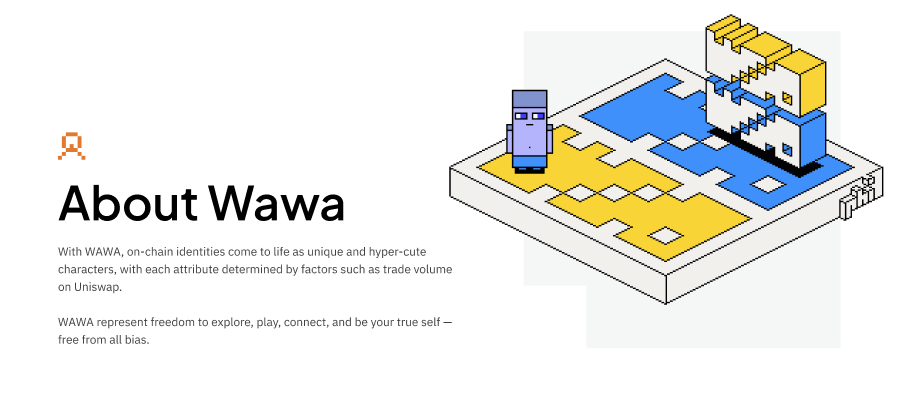 About Wawa
With WAWA, on-chain identities come to life as unique and hyper-cute
characters, with each attribute determined by factors such as trade volume
on Uniswap.
WAWA represent freedom to explore, play, connect, and be your true self —
free from all bias.